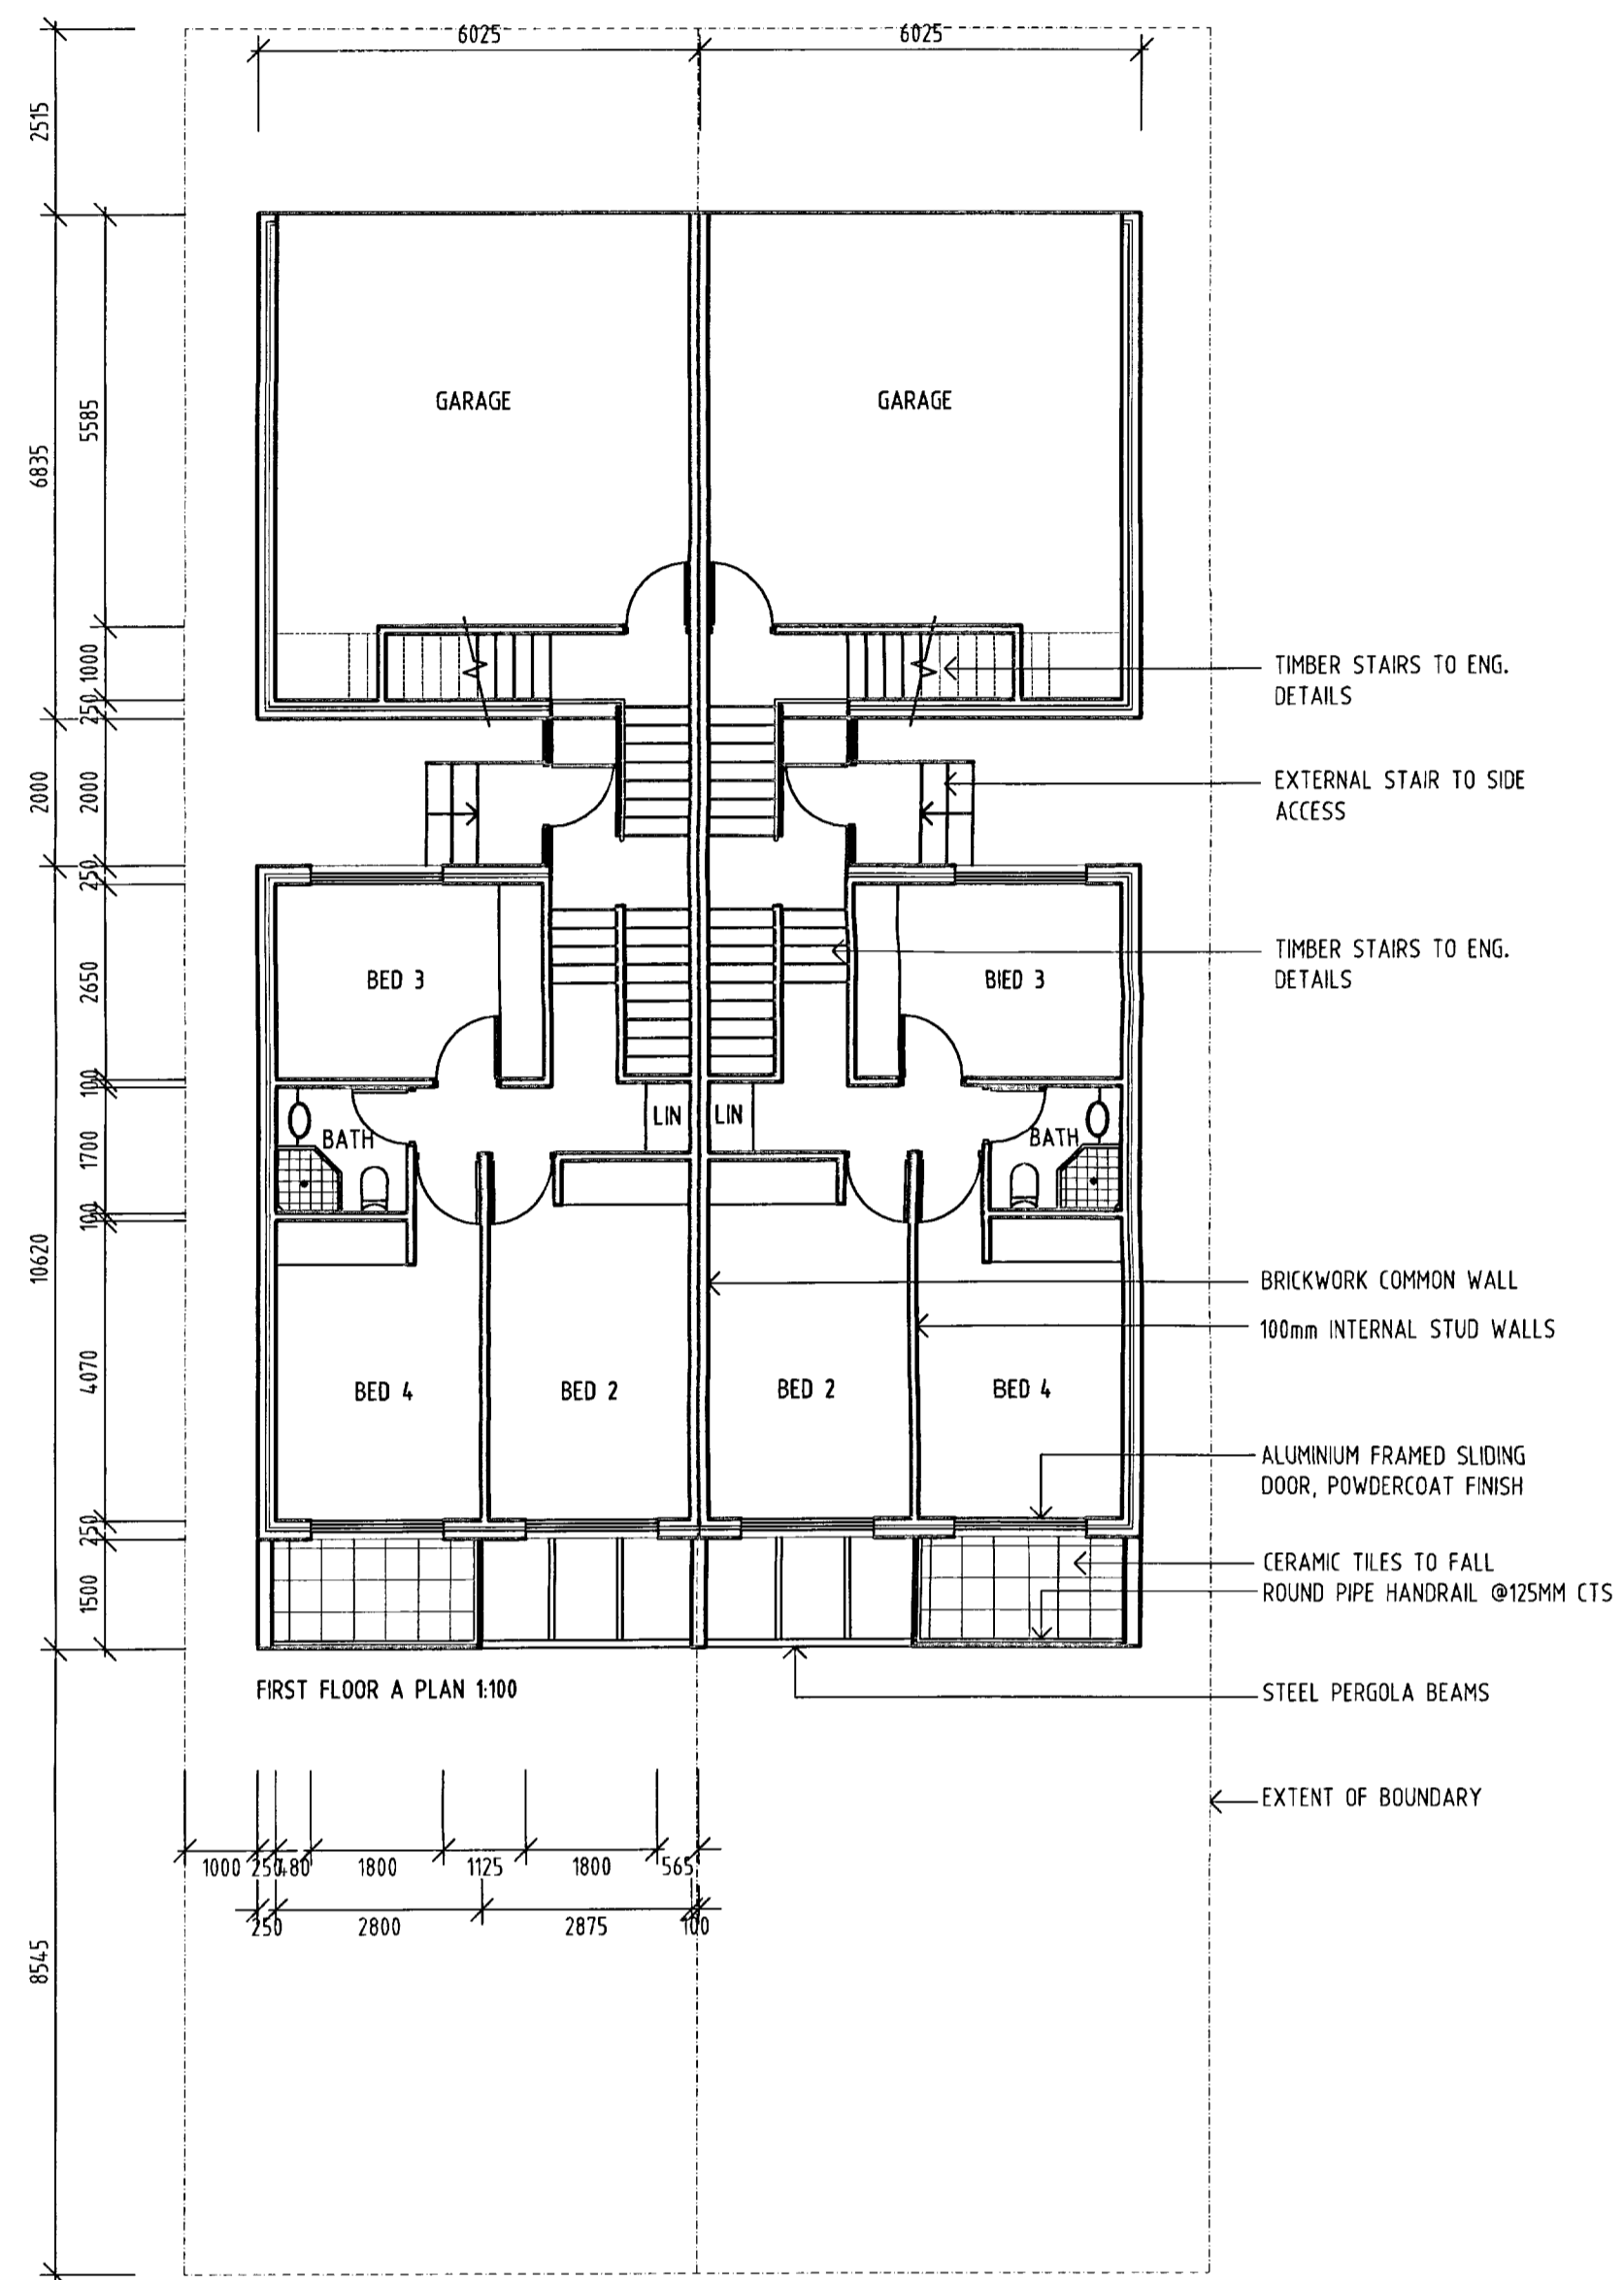 6025
6025
2515
6835
5585
1000
250
2000
2000
250
10620
2650
100
1700
100
4070
250
1500
8545
GARAGE
GARAGE
TIMBER STAIRS TO ENG.
DETAILS
EXTERNAL STAIR TO SIDE
ACCESS
BED 3
BIED 3
TIMBER STAIRS TO ENG.
DETAILS
BATH
LIN
LIN
BATH
BRICKWORK COMMON WALL
100mm INTERNAL STUD WALLS
BED 4
BED 2
BED 2
BED 4
ALUMINIUM FRAMED SLIDING
DOOR, POWDERCOAT FINISH
CERAMIC TILES TO FALL
ROUND PIPE HANDRAIL @125MM CTS
FIRST FLOOR A PLAN 1:100
STEEL PERGOLA BEAMS
EXTENT OF BOUNDARY
1000 250 480 1800 1125 1800 565
250 2800 2875 100